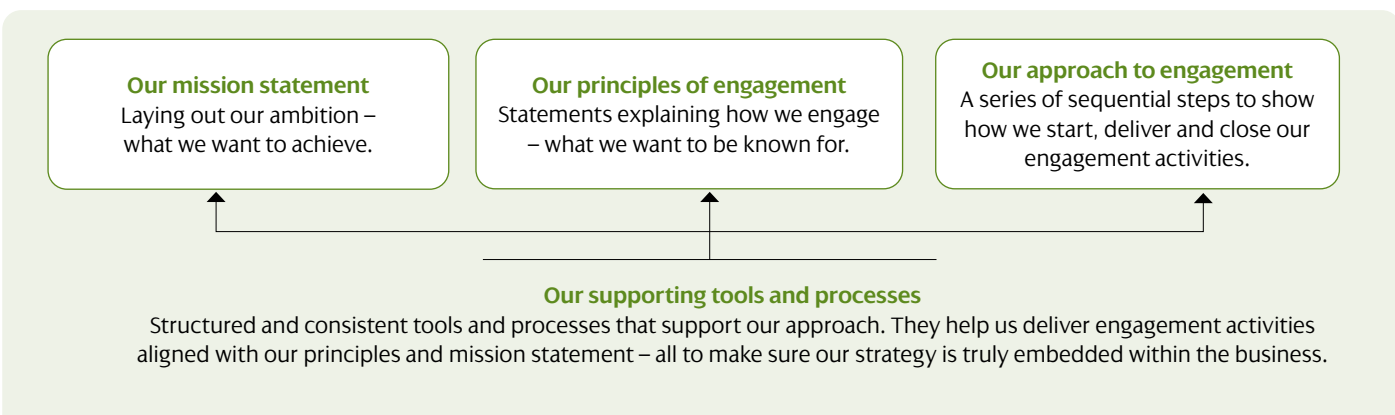 Our mission statement
Laying out our ambition –
what we want to achieve.
Our principles of engagement
Statements explaining how we engage
– what we want to be known for.
Our approach to engagement
A series of sequential steps to show
how we start, deliver and close our
engagement activities.
Our supporting tools and processes
Structured and consistent tools and processes that support our approach. They help us deliver engagement activities
aligned with our principles and mission statement – all to make sure our strategy is truly embedded within the business.